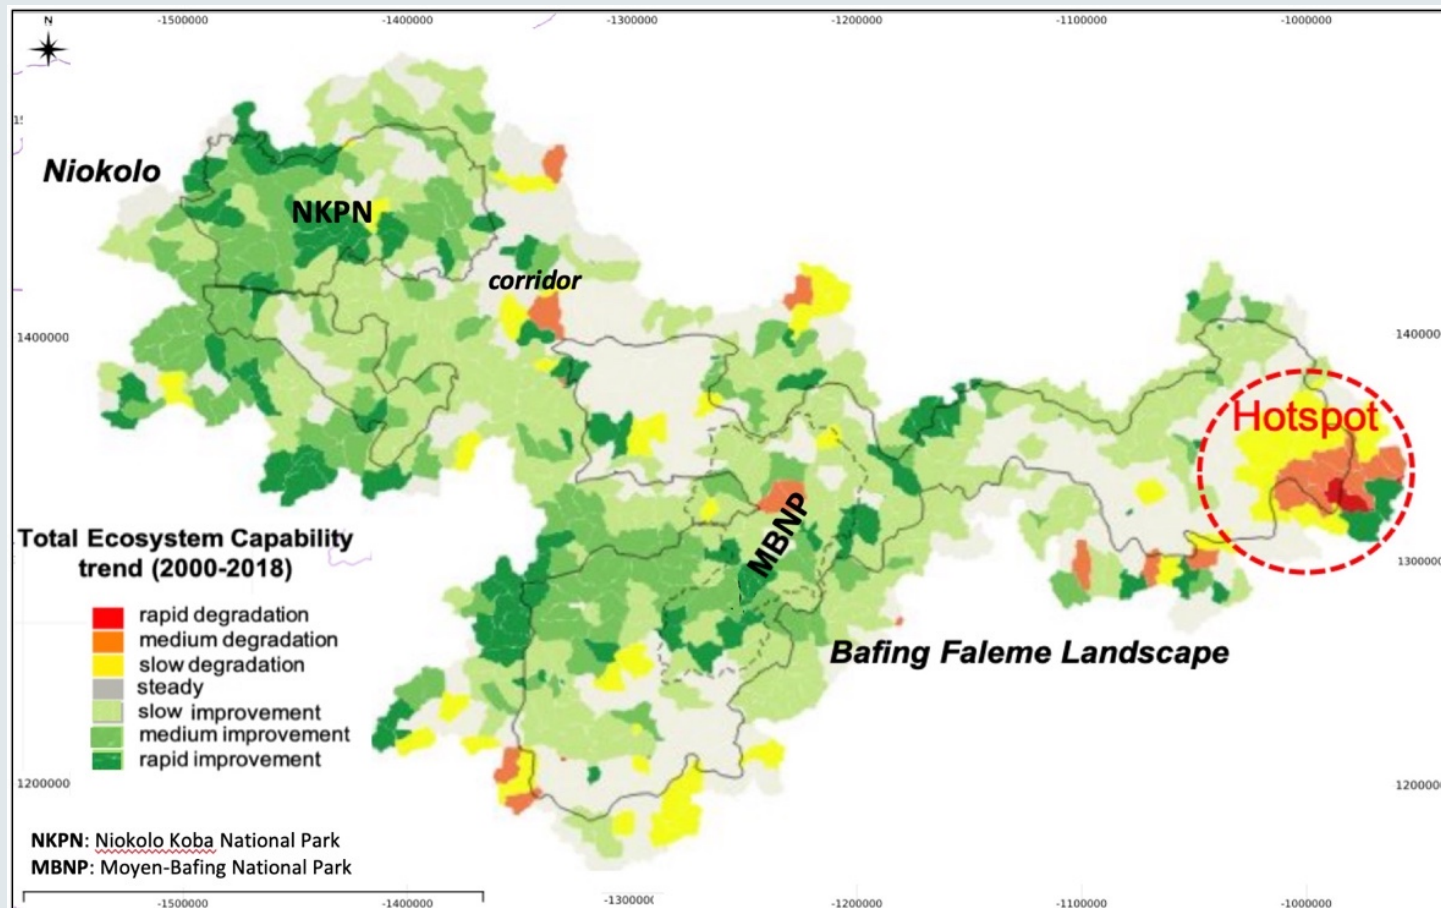 N
-1500000 -1400000 -1300000 -1200000 -1100000 -1000000
Niokolo
NKPN
corridor
1400000 140000
Hotspot
MBNP
Total Ecosystem Capability
trend (2000-2018)
130000
rapid degradation
medium degradation
slow degradation
steady
slow improvement
medium improvement
rapid improvement
Bafing Faleme Landscape
1200000 120000
NKPN: Niokolo Koba National Park
MBNP: Moyen-Bafing National Park
-1500000 -1400000 -130000 -1200000 -1100000 -1000000